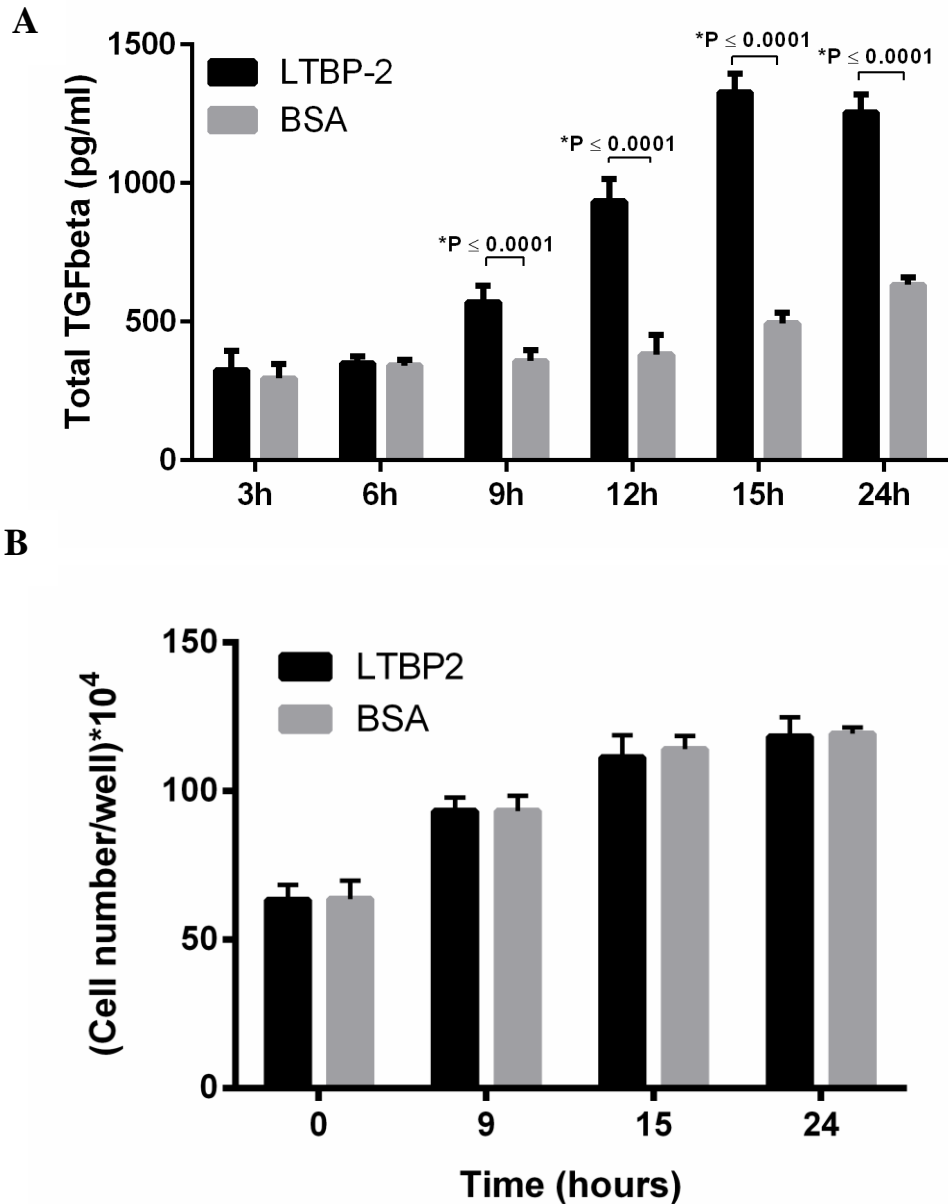 A
Total TGFbeta (pg/ml)
1500
1000
500
0
LTBP-2
BSA
*P ≤ 0.0001
*P ≤ 0.0001
*P ≤ 0.0001
*P ≤ 0.0001
3h 6h 9h 12h 15h 24h
B
(Cell number/well)*10⁴
150
100
50
0
LTBP2
BSA
0 9 15 24
Time (hours)